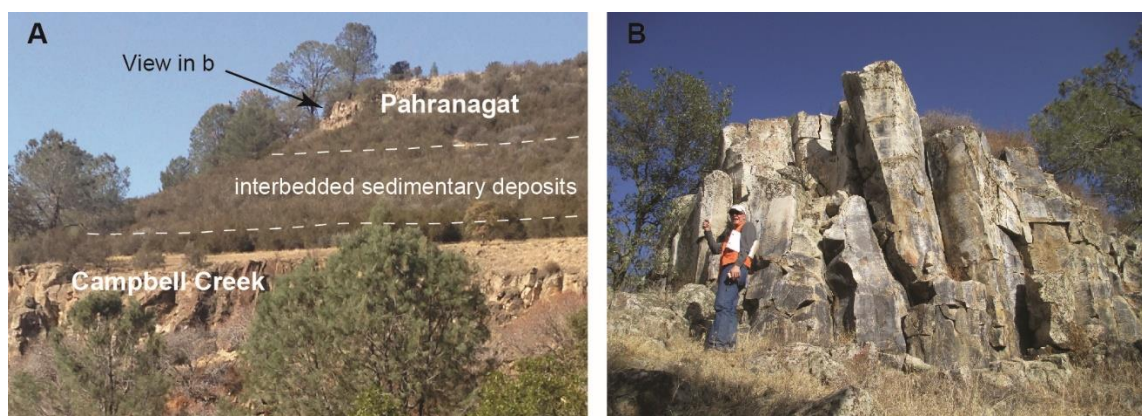 A
View in b
Pahranagat
interbedded sedimentary deposits
Campbell Creek
B